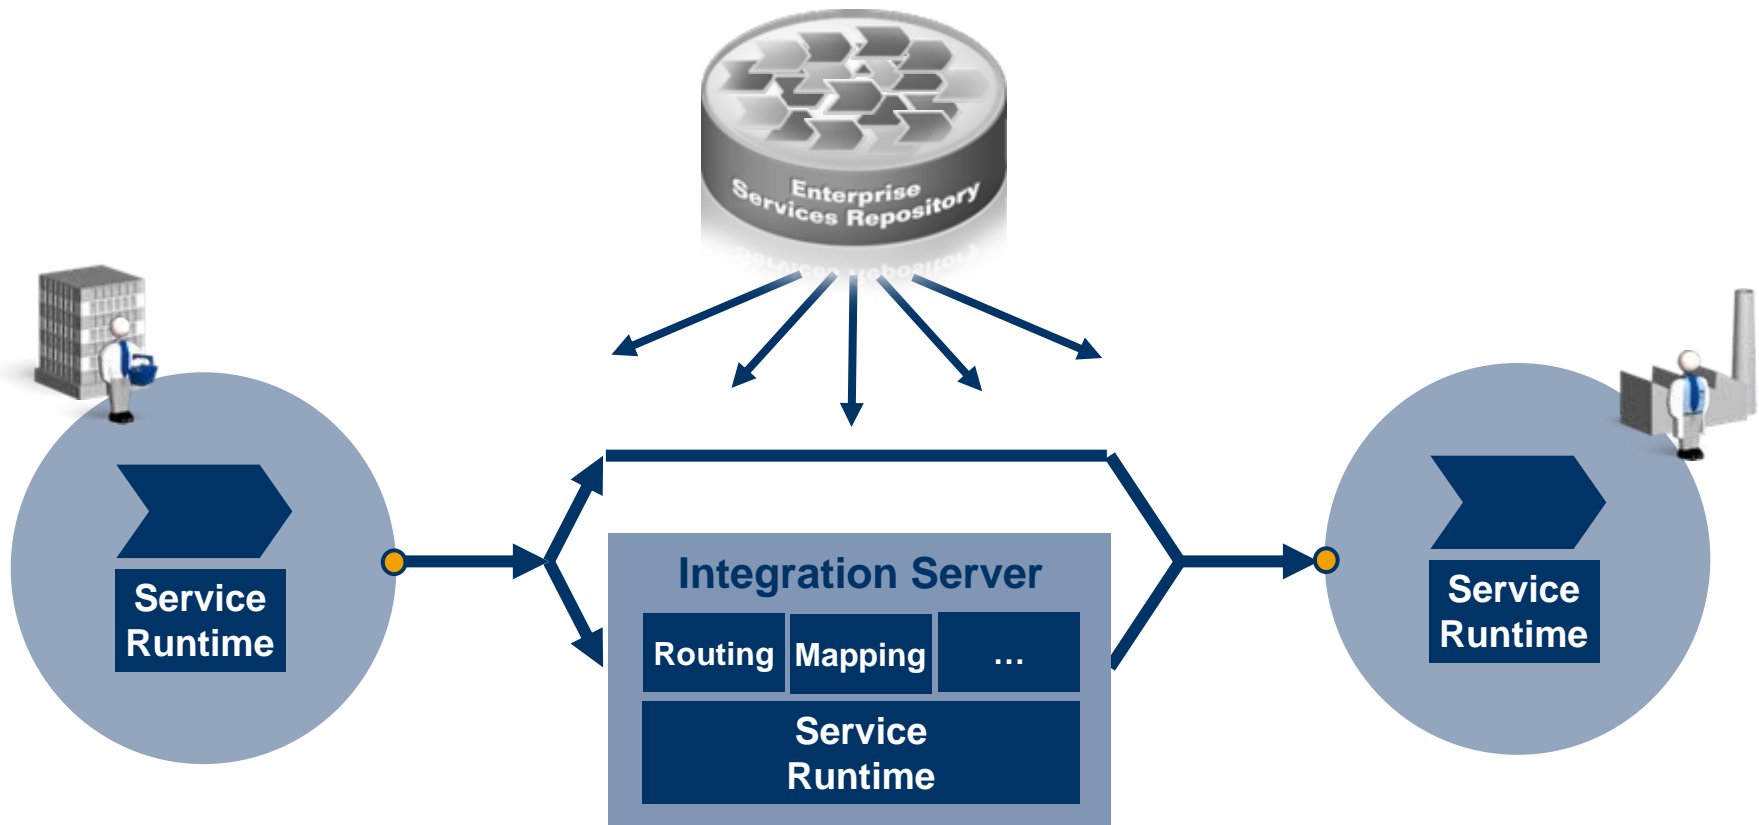 Enterprise
Services Repository
Service
Runtime
Integration Server
Routing
Mapping
...
Service
Runtime
Service
Runtime